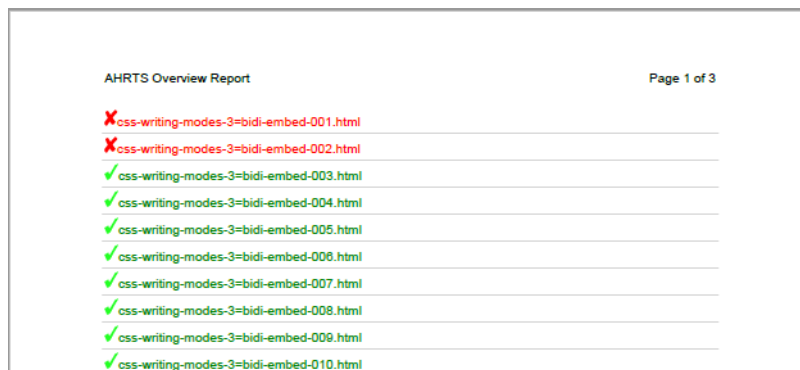 AHRTS Overview Report Page 1 of 3
✘css-writing-modes-3=bidi-embed-001.html
✘css-writing-modes-3=bidi-embed-002.html
✓css-writing-modes-3=bidi-embed-003.html
✓css-writing-modes-3=bidi-embed-004.html
✓css-writing-modes-3=bidi-embed-005.html
✓css-writing-modes-3=bidi-embed-006.html
✓css-writing-modes-3=bidi-embed-007.html
✓css-writing-modes-3=bidi-embed-008.html
✓css-writing-modes-3=bidi-embed-009.html
✓css-writing-modes-3=bidi-embed-010.html